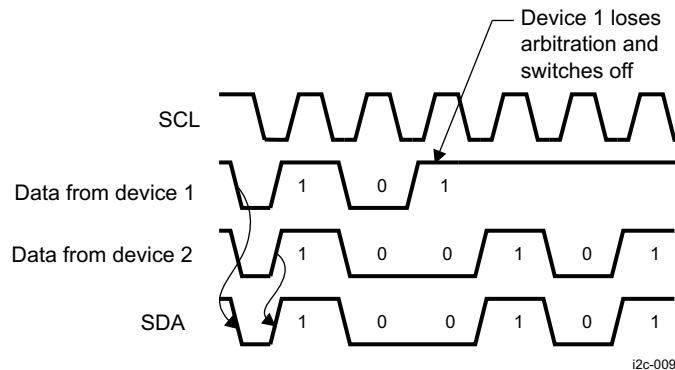 Device 1 loses
arbitration and
switches off
SCL
Data from device 1
1 0 1
Data from device 2
1 0 0 1 0 1
SDA
1 0 0 1 0 1
i2c-009